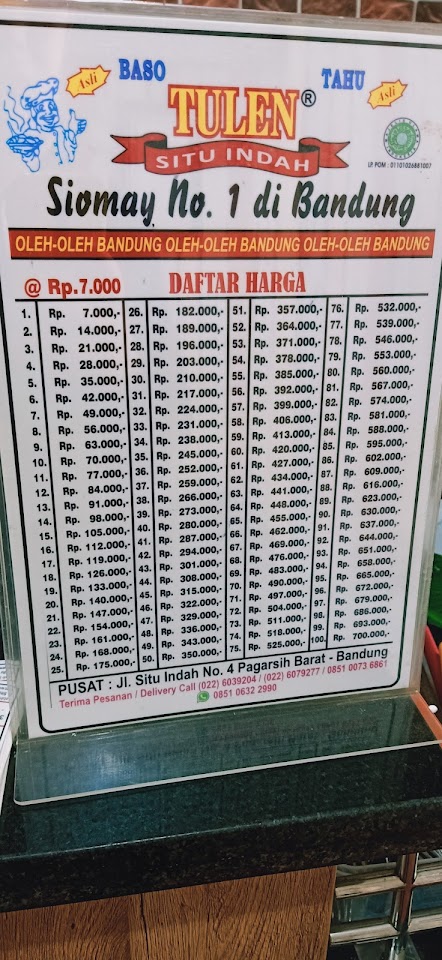 Asli BASO TAHU Asli
TULEN®
SITU INDAH
LP. POM : 01101026881007
Siomay No. 1 di Bandung
OLEH-OLEH BANDUNG OLEH-OLEH BANDUNG OLEH-OLEH BANDUNG
@ Rp.7.000 DAFTAR HARGA
1. Rp. 7.000,- 26. Rp. 182.000,- 51. Rp. 357.000,- 76. Rp. 532.000,-
2. Rp. 14.000,- 27. Rp. 189.000,- 52. Rp. 364.000,- 77. Rp. 539.000,-
3. Rp. 21.000,- 28. Rp. 196.000,- 53. Rp. 371.000,- 78. Rp. 546.000,-
4. Rp. 28.000,- 29. Rp. 203.000,- 54. Rp. 378.000,- 79. Rp. 553.000,-
5. Rp. 35.000,- 30. Rp. 210.000,- 55. Rp. 385.000,- 80. Rp. 560.000,-
6. Rp. 42.000,- 31. Rp. 217.000,- 56. Rp. 392.000,- 81. Rp. 567.000,-
7. Rp. 49.000,- 32. Rp. 224.000,- 57. Rp. 399.000,- 82. Rp. 574.000,-
8. Rp. 56.000,- 33. Rp. 231.000,- 58. Rp. 406.000,- 83. Rp. 581.000,-
9. Rp. 63.000,- 34. Rp. 238.000,- 59. Rp. 413.000,- 84. Rp. 588.000,-
10. Rp. 70.000,- 35. Rp. 245.000,- 60. Rp. 420.000,- 85. Rp. 595.000,-
11. Rp. 77.000,- 36. Rp. 252.000,- 61. Rp. 427.000,- 86. Rp. 602.000,-
12. Rp. 84.000,- 37. Rp. 259.000,- 62. Rp. 434.000,- 87. Rp. 609.000,-
13. Rp. 91.000,- 38. Rp. 266.000,- 63. Rp. 441.000,- 88. Rp. 616.000,-
14. Rp. 98.000,- 39. Rp. 273.000,- 64. Rp. 448.000,- 89. Rp. 623.000,-
15. Rp. 105.000,- 40. Rp. 280.000,- 65. Rp. 455.000,- 90. Rp. 630.000,-
16. Rp. 112.000,- 41. Rp. 287.000,- 66. Rp. 462.000,- 91. Rp. 637.000,-
17. Rp. 119.000,- 42. Rp. 294.000,- 67. Rp. 469.000,- 92. Rp. 644.000,-
18. Rp. 126.000,- 43. Rp. 301.000,- 68. Rp. 476.000,- 93. Rp. 651.000,-
19. Rp. 133.000,- 44. Rp. 308.000,- 69. Rp. 483.000,- 94. Rp. 658.000,-
20. Rp. 140.000,- 45. Rp. 315.000,- 70. Rp. 490.000,- 95. Rp. 665.000,-
21. Rp. 147.000,- 46. Rp. 322.000,- 71. Rp. 497.000,- 96. Rp. 672.000,-
22. Rp. 154.000,- 47. Rp. 329.000,- 72. Rp. 504.000,- 97. Rp. 679.000,-
23. Rp. 161.000,- 48. Rp. 336.000,- 73. Rp. 511.000,- 98. Rp. 686.000,-
24. Rp. 168.000,- 49. Rp. 343.000,- 74. Rp. 518.000,- 99. Rp. 693.000,-
25. Rp. 175.000,- 50. Rp. 350.000,- 75. Rp. 525.000,- 100. Rp. 700.000,-
PUSAT : Jl. Situ Indah No. 4 Pagarsih Barat - Bandung
Terima Pesanan / Delivery Call (022) 6039204 / (022) 6079277 / 0851 0073 6861
0851 0632 2990